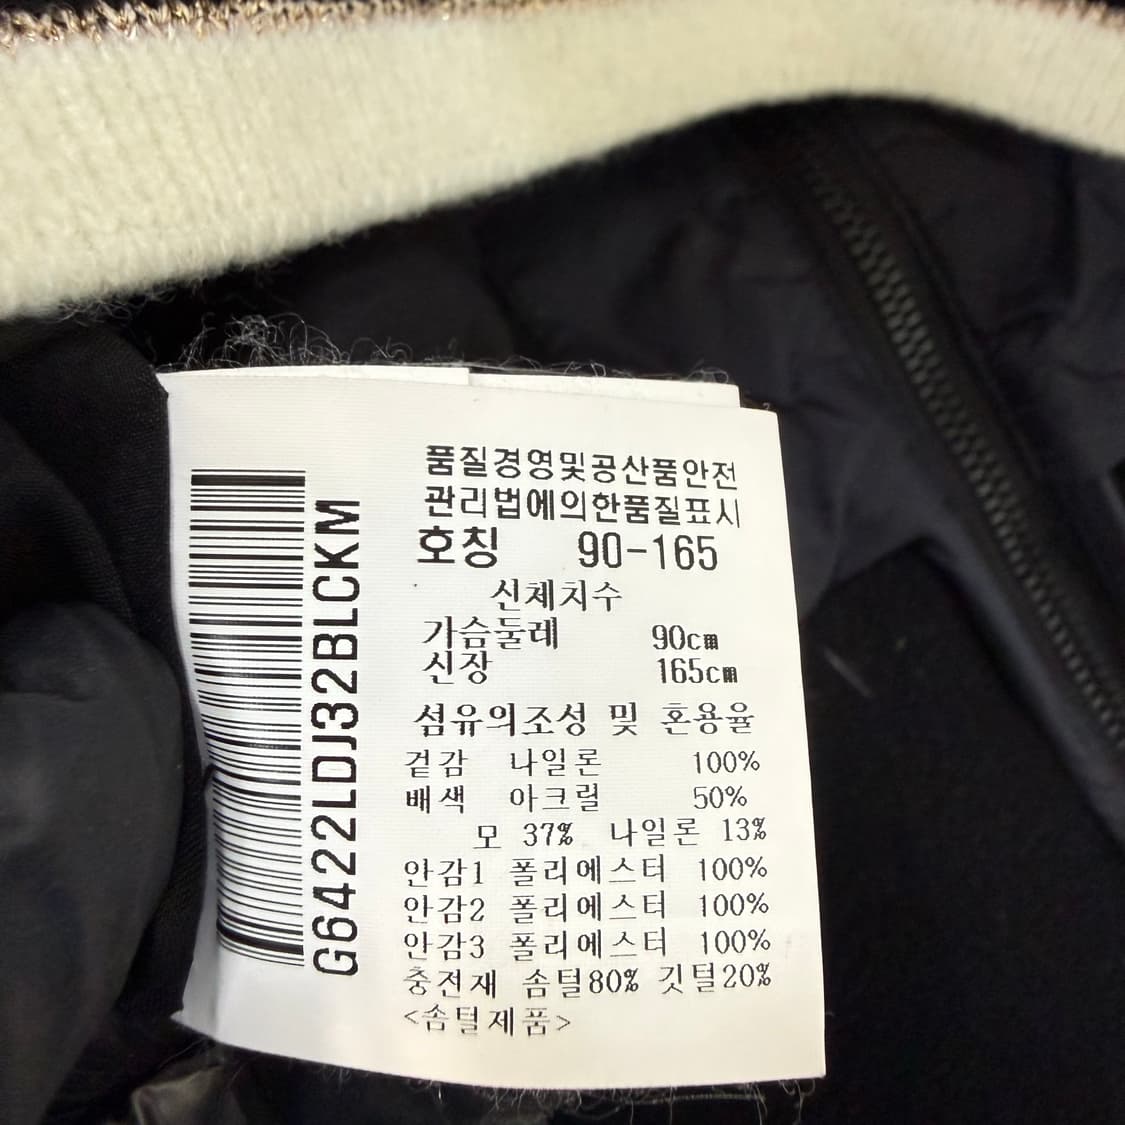 품질경영및공산품안전
관리법에의한품질표시
호칭 90-165
신체치수
가슴둘레 90cm
신장 165cm
섬유의조성 및 혼용율
겉감 나일론 100%
배색 아크릴 50%
모 37% 나일론 13%
안감1 폴리에스터 100%
안감2 폴리에스터 100%
안감3 폴리에스터 100%
충전재 솜털80% 깃털20%
<솜털제품>
G6422LDJ32BLCKM